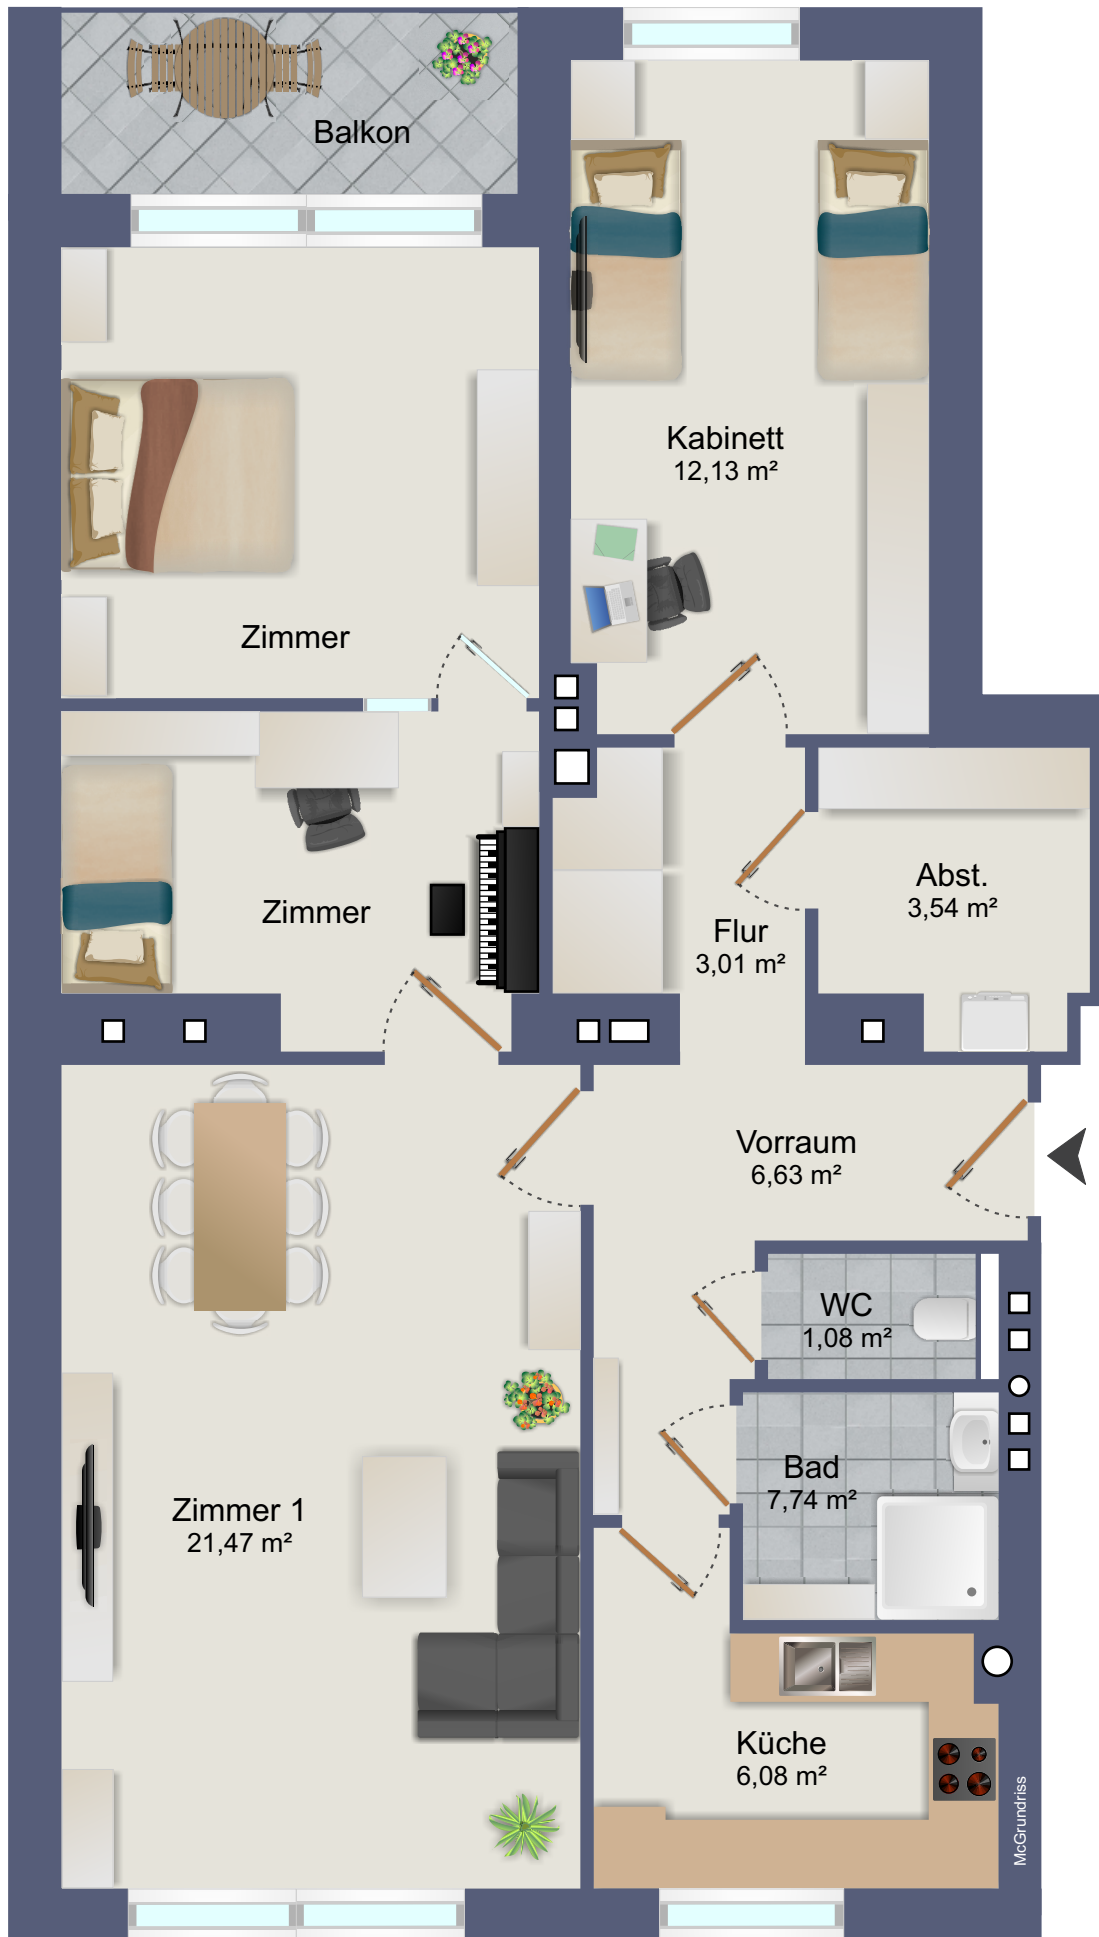 Balkon
Kabinett
12,13 m²
Zimmer
Zimmer
Abst.
3,54 m²
Flur
3,01 m²
Vorraum
6,63 m²
WC
1,08 m²
Bad
7,74 m²
Zimmer 1
21,47 m²
Küche
6,08 m²
McGrundriss